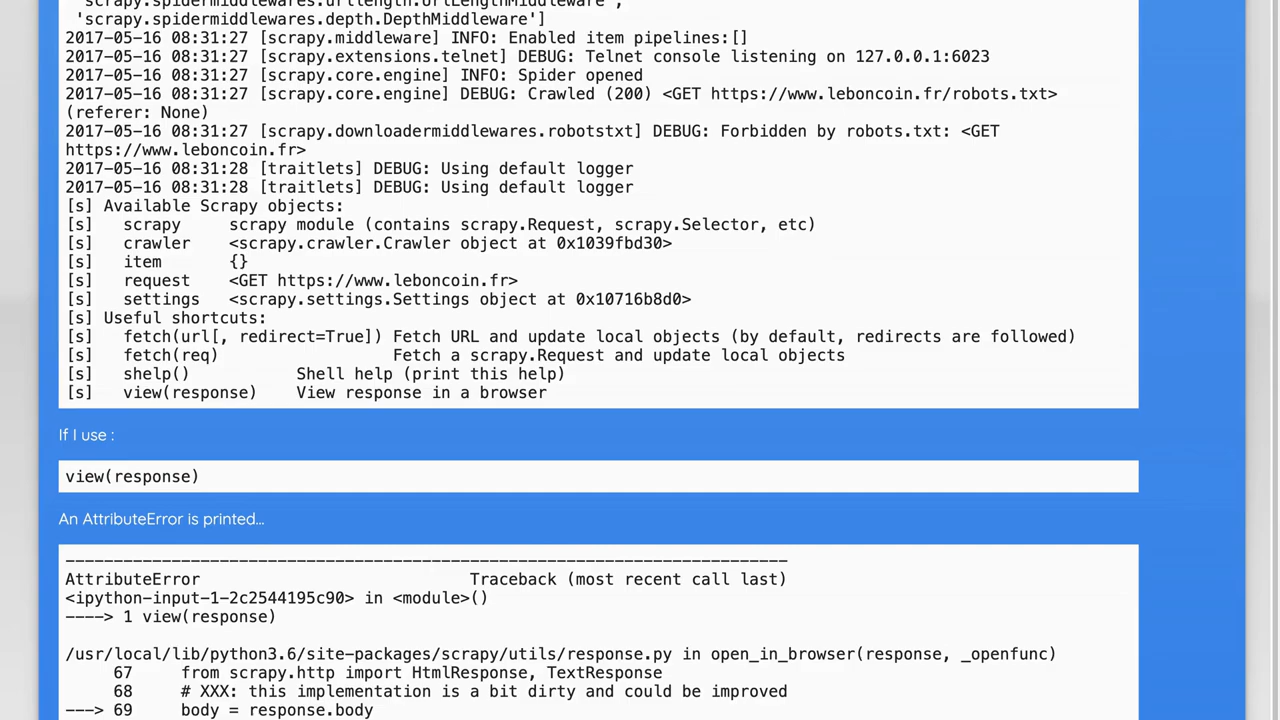 'scrapy.spidermiddlewares.urllength.UrlLengthMiddleware',
'scrapy.spidermiddlewares.depth.DepthMiddleware']
2017-05-16 08:31:27 [scrapy.middleware] INFO: Enabled item pipelines:[]
2017-05-16 08:31:27 [scrapy.extensions.telnet] DEBUG: Telnet console listening on 127.0.0.1:6023
2017-05-16 08:31:27 [scrapy.core.engine] INFO: Spider opened
2017-05-16 08:31:27 [scrapy.core.engine] DEBUG: Crawled (200) <GET https://www.leboncoin.fr/robots.txt>
(referer: None)
2017-05-16 08:31:27 [scrapy.downloadermiddlewares.robotstxt] DEBUG: Forbidden by robots.txt: <GET
https://www.leboncoin.fr>
2017-05-16 08:31:28 [traitlets] DEBUG: Using default logger
2017-05-16 08:31:28 [traitlets] DEBUG: Using default logger
[s] Available Scrapy objects:
[s]   scrapy     scrapy module (contains scrapy.Request, scrapy.Selector, etc)
[s]   crawler    <scrapy.crawler.Crawler object at 0x1039fbd30>
[s]   item       {}
[s]   request    <GET https://www.leboncoin.fr>
[s]   settings   <scrapy.settings.Settings object at 0x10716b8d0>
[s] Useful shortcuts:
[s]   fetch(url[, redirect=True]) Fetch URL and update local objects (by default, redirects are followed)
[s]   fetch(req)                  Fetch a scrapy.Request and update local objects
[s]   shelp()           Shell help (print this help)
[s]   view(response)    View response in a browser
If I use :
view(response)
An AttributeError is printed...
---------------------------------------------------------------------------
AttributeError                            Traceback (most recent call last)
<ipython-input-1-2c2544195c90> in <module>()
----> 1 view(response)
/usr/local/lib/python3.6/site-packages/scrapy/utils/response.py in open_in_browser(response, _openfunc)
     67     from scrapy.http import HtmlResponse, TextResponse
     68     # XXX: this implementation is a bit dirty and could be improved
---> 69     body = response.body